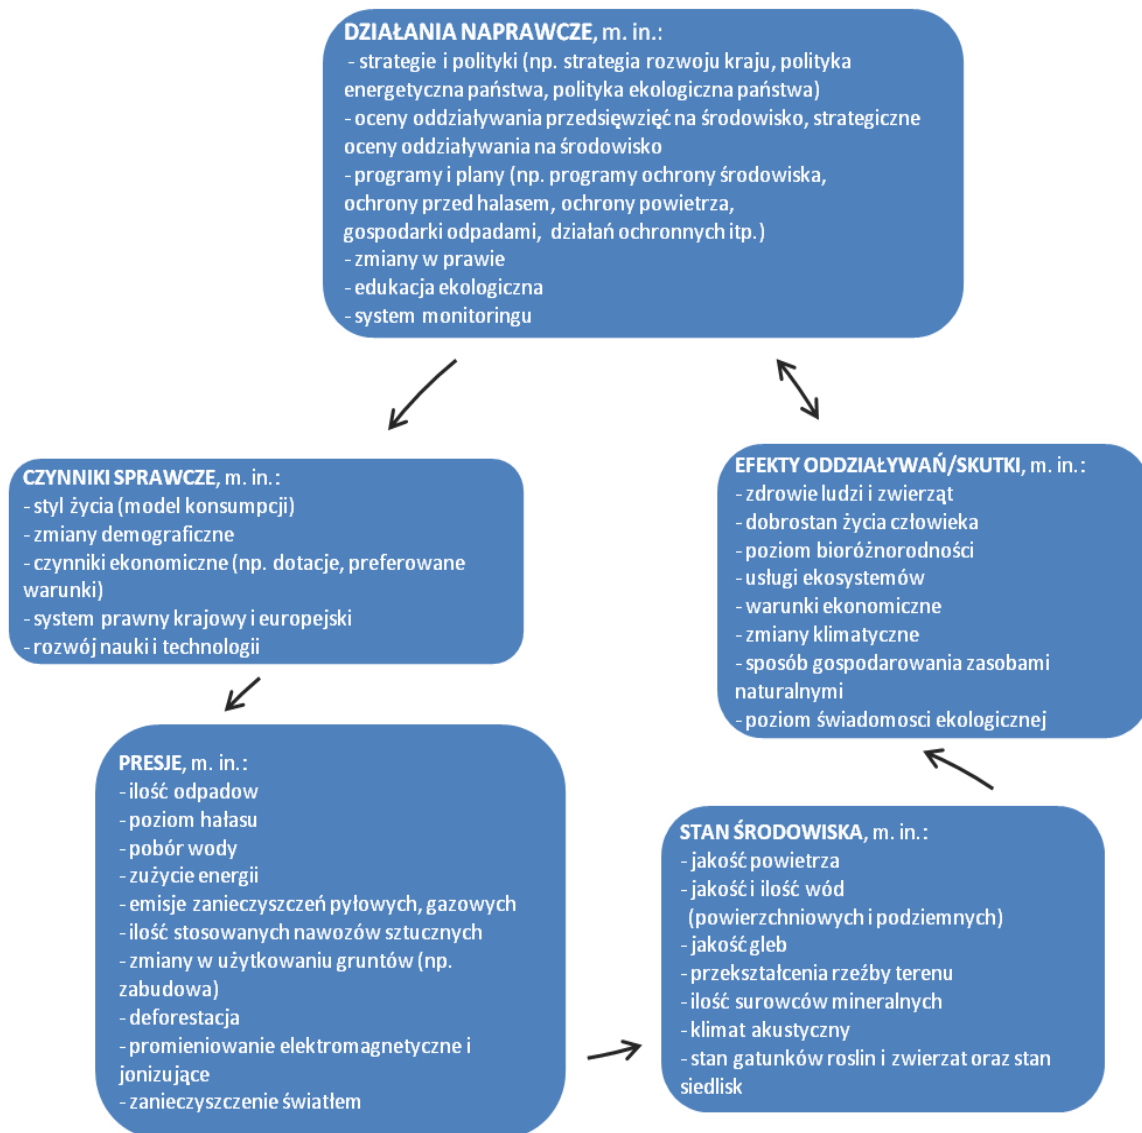 DZIAŁANIA NAPRAWCZE, m. in.:
- strategie i polityki (np. strategia rozwoju kraju, polityka
energetyczna państwa, polityka ekologiczna państwa)
- oceny oddziaływania przedsięwzięć na środowisko, strategiczne
oceny oddziaływania na środowisko
- programy i plany (np. programy ochrony środowiska,
ochrony przed halasem, ochrony powietrza,
gospodarki odpadami, działań ochronnych itp.)
- zmiany w prawie
- edukacja ekologiczna
- system monitoringu
CZYNNIKI SPRAWCZE, m. in.:
- styl życia (model konsumpcji)
- zmiany demograficzne
- czynniki ekonomiczne (np. dotacje, preferowane
warunki)
- system prawny krajowy i europejski
- rozwój nauki i technologii
PRESJE, m. in.:
- ilość odpadow
- poziom hałasu
- pobór wody
- zużycie energii
- emisje zanieczyszczeń pyłowych, gazowych
- ilość stosowanych nawozów sztucznych
- zmiany w użytkowaniu gruntów (np.
zabudowa)
- deforestacja
- promieniowanie elektromagnetyczne i
jonizujące
- zanieczyszczenie światłem
STAN ŚRODOWISKA, m. in.:
- jakość powietrza
- jakość i ilość wód
(powierzchniowych i podziemnych)
- jakość gleb
- przekształcenia rzeźby terenu
- ilość surowców mineralnych
- klimat akustyczny
- stan gatunków roslin i zwierzat oraz stan
siedlisk
EFEKTY ODDZIAŁYWAŃ/SKUTKI, m. in.:
- zdrowie ludzi i zwierząt
- dobrostan życia człowieka
- poziom bioróżnorodności
- usługi ekosystemów
- warunki ekonomiczne
- zmiany klimatyczne
- sposób gospodarowania zasobami
naturalnymi
- poziom świadomosci ekologicznej